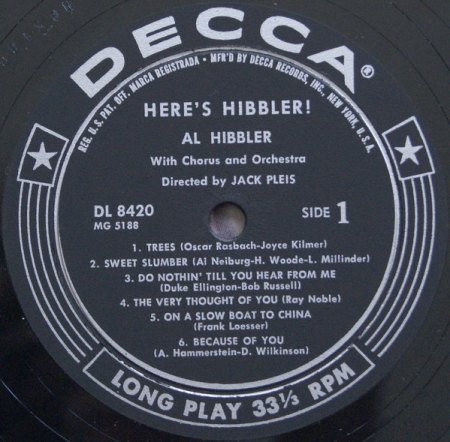 DECCA®
REG. U.S. PAT. OFF. MARCA REGISTRADA • MFR'D BY DECCA RECORDS, INC., NEW YORK, U.S.A.
HERE'S HIBBLER!
AL HIBBLER
With Chorus and Orchestra
Directed by JACK PLEIS
DL 8420
MG 5188
SIDE 1
1. TREES (Oscar Rasbach-Joyce Kilmer)
2. SWEET SLUMBER (Al Neiburg-H. Woode-L. Millinder)
3. DO NOTHIN' TILL YOU HEAR FROM ME
(Duke Ellington-Bob Russell)
4. THE VERY THOUGHT OF YOU (Ray Noble)
5. ON A SLOW BOAT TO CHINA
(Frank Loesser)
6. BECAUSE OF YOU
(A. Hammerstein-D. Wilkinson)
LONG PLAY 33⅓ RPM